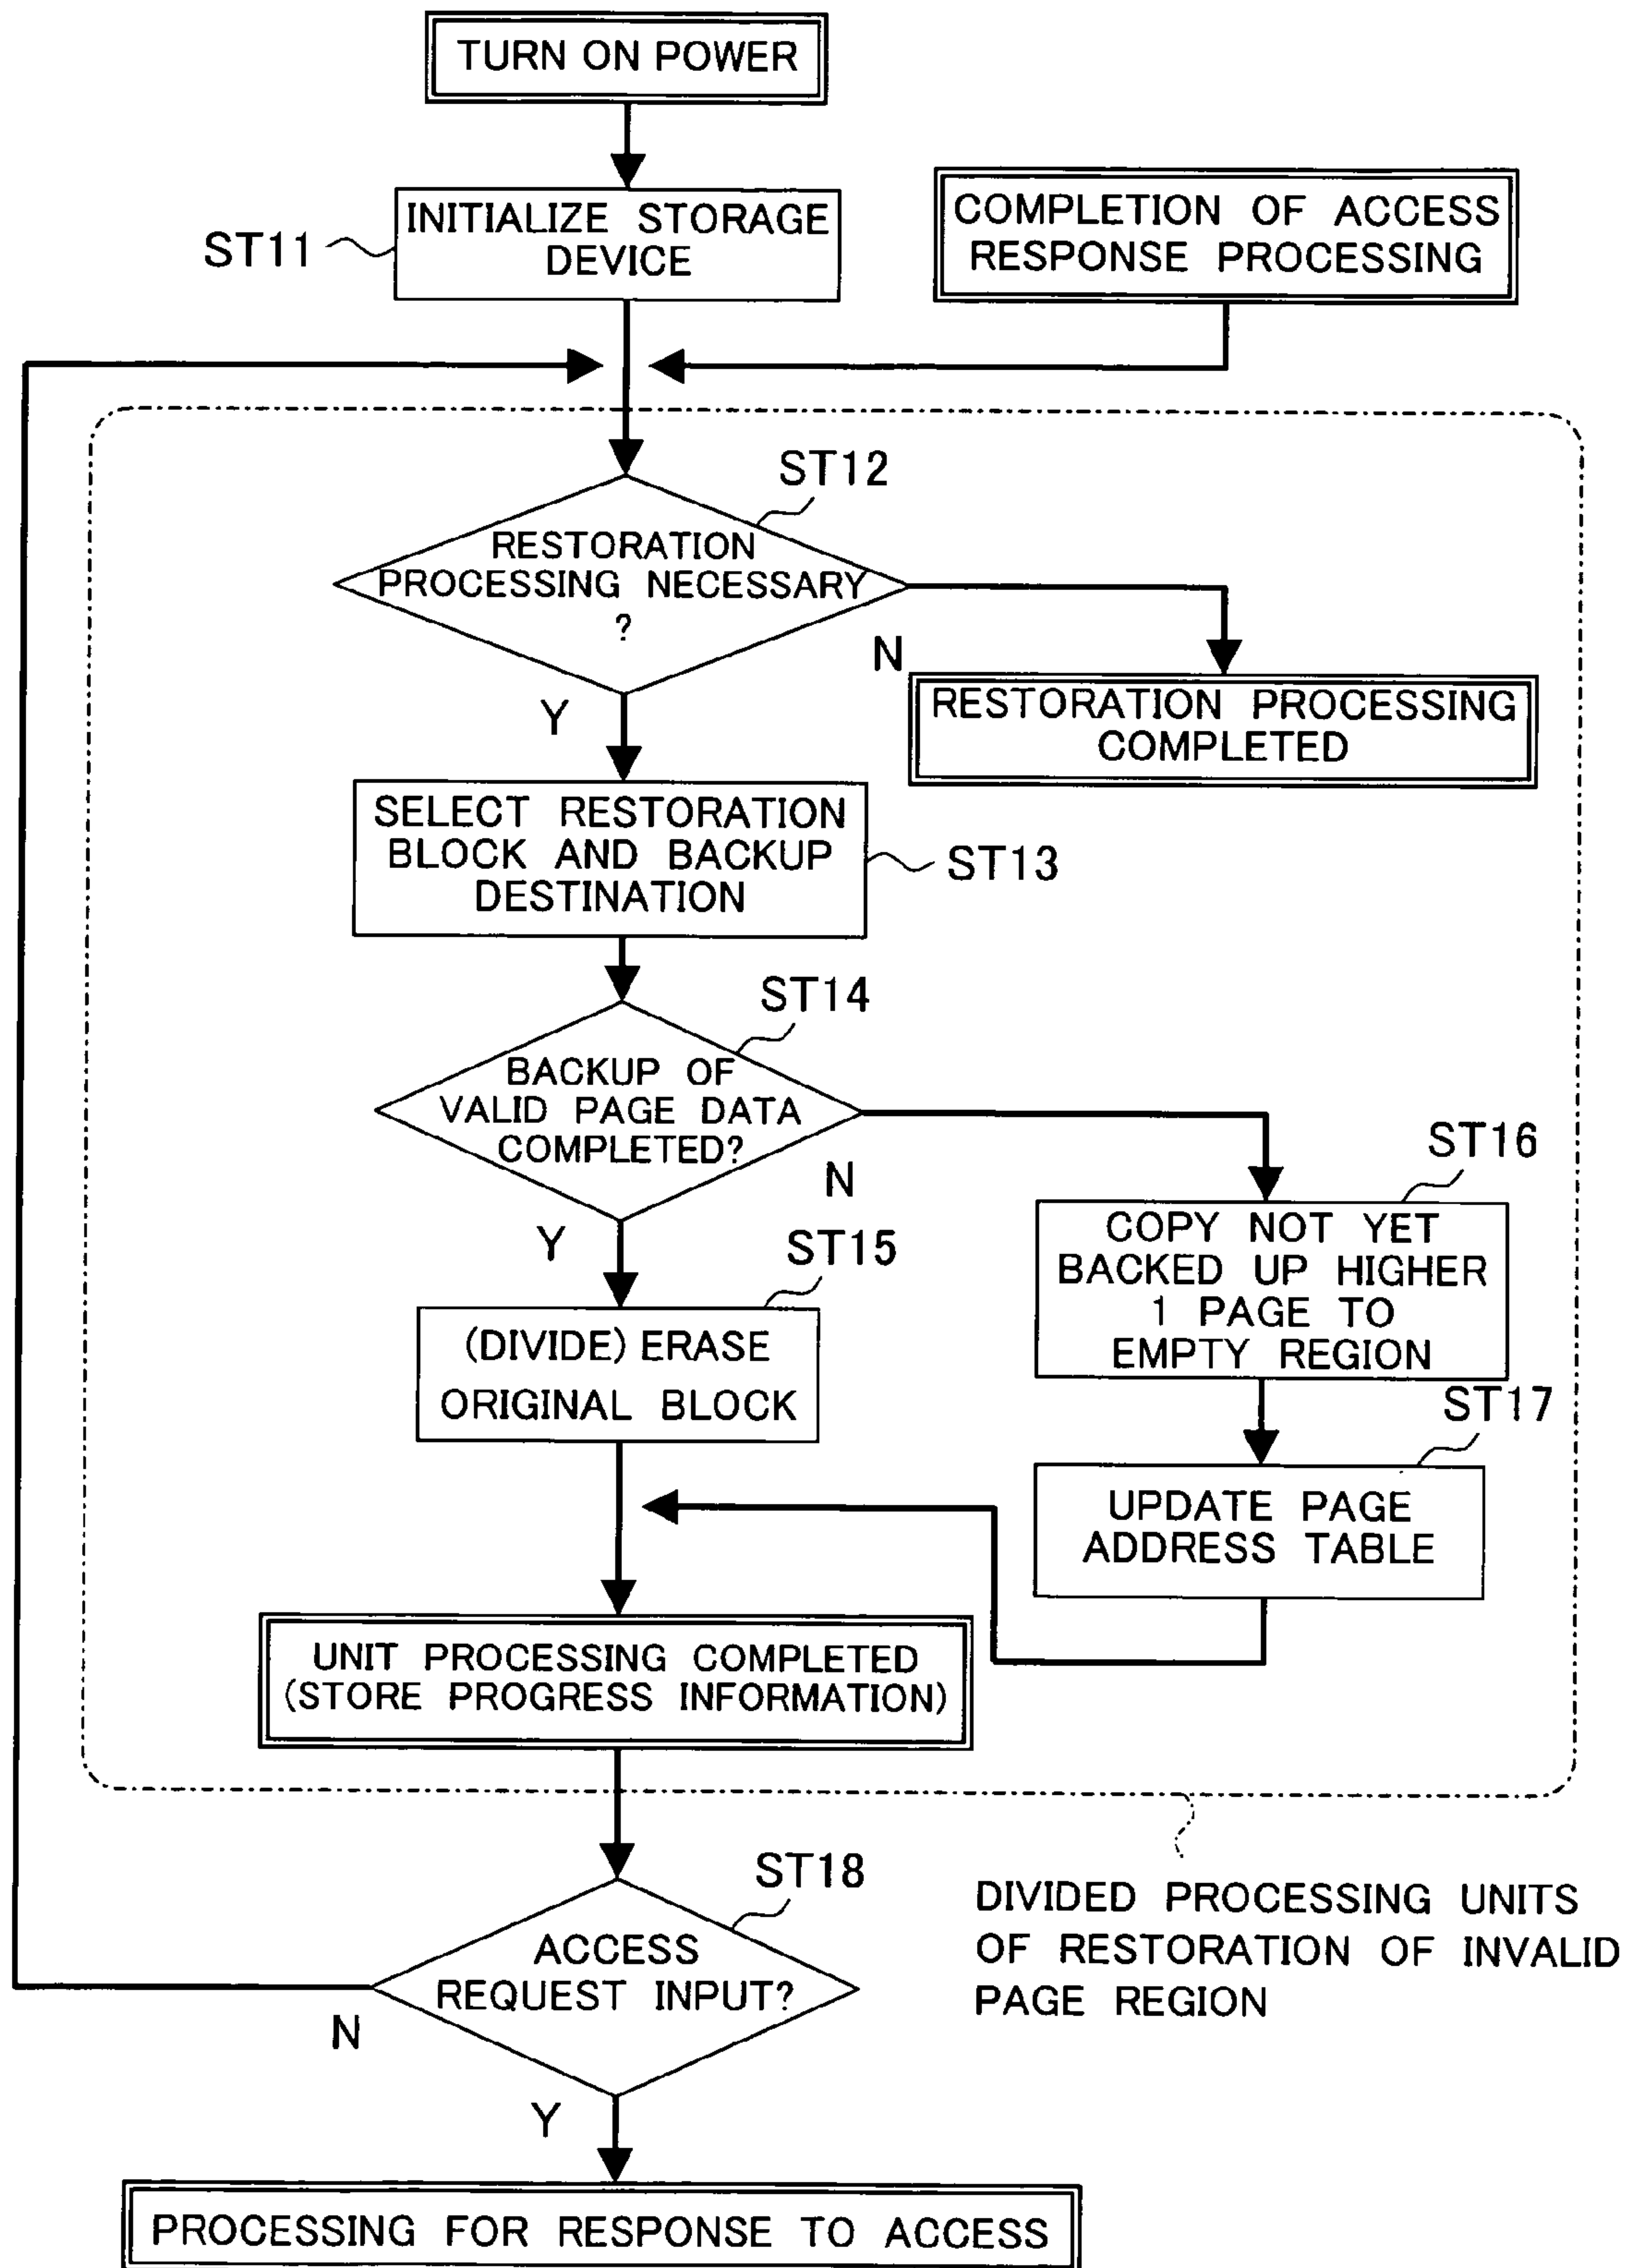 TURN ON POWER
ST11
INITIALIZE STORAGE
DEVICE
COMPLETION OF ACCESS
RESPONSE PROCESSING
ST12
RESTORATION
PROCESSING NECESSARY
?
N
Y
RESTORATION PROCESSING
COMPLETED
SELECT RESTORATION
BLOCK AND BACKUP
DESTINATION
ST13
ST14
BACKUP OF
VALID PAGE DATA
COMPLETED?
N
Y
ST16
COPY NOT YET
BACKED UP HIGHER
1 PAGE TO
EMPTY REGION
ST15
(DIVIDE) ERASE
ORIGINAL BLOCK
ST17
UPDATE PAGE
ADDRESS TABLE
UNIT PROCESSING COMPLETED
(STORE PROGRESS INFORMATION)
ST18
ACCESS
REQUEST INPUT?
N
Y
DIVIDED PROCESSING UNITS
OF RESTORATION OF INVALID
PAGE REGION
PROCESSING FOR RESPONSE TO ACCESS